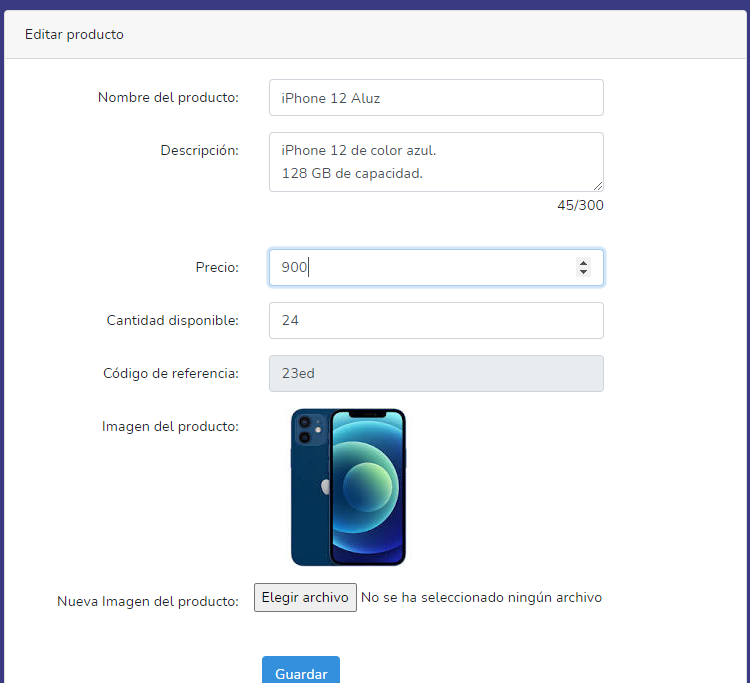 Editar producto
Nombre del producto: iPhone 12 Aluz
Descripción: iPhone 12 de color azul.
128 GB de capacidad.
45/300
Precio: 900
Cantidad disponible: 24
Código de referencia: 23ed
Imagen del producto:
Nueva Imagen del producto: Elegir archivo No se ha seleccionado ningún archivo
Guardar